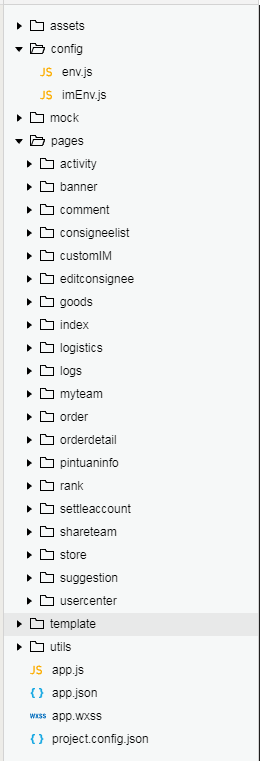 assets
config
JS env.js
JS imEnv.js
mock
pages
activity
banner
comment
consigneelist
customIM
editconsignee
goods
index
logistics
logs
myteam
order
orderdetail
pintuaninfo
rank
settleaccount
shareteam
store
suggestion
usercenter
template
utils
JS app.js
{ } app.json
wxss app.wxss
{ } project.config.json